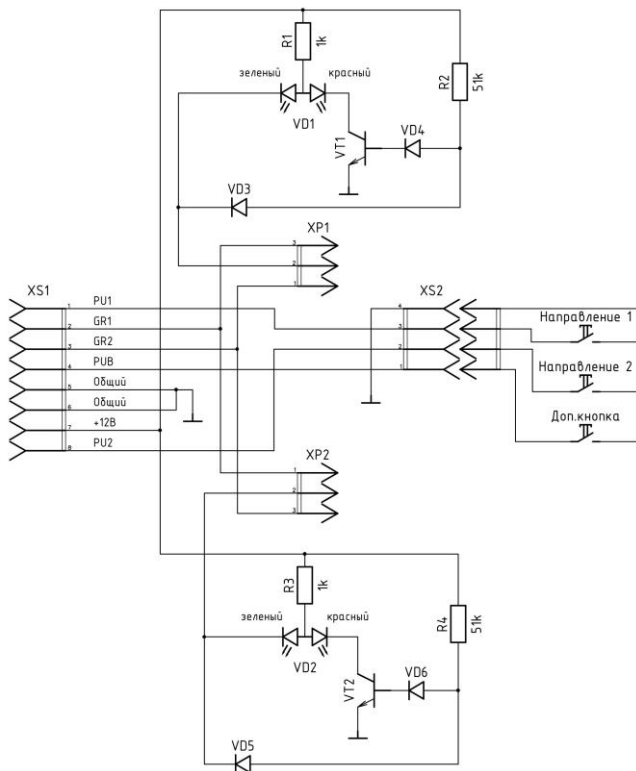 R1
1k
зеленый
красный
R2
51k
VD1
VT1
VD4
VD3
XP1
3
2
1
XS1
XS2
1
PU1
4
Направление 1
2
GR1
3
3
GR2
2
Направление 2
4
PUB
1
5
Общий
Доп.кнопка
6
Общий
7
+12В
8
PU2
XP2
1
2
3
R3
1k
зеленый
красный
R4
51k
VD2
VT2
VD6
VD5